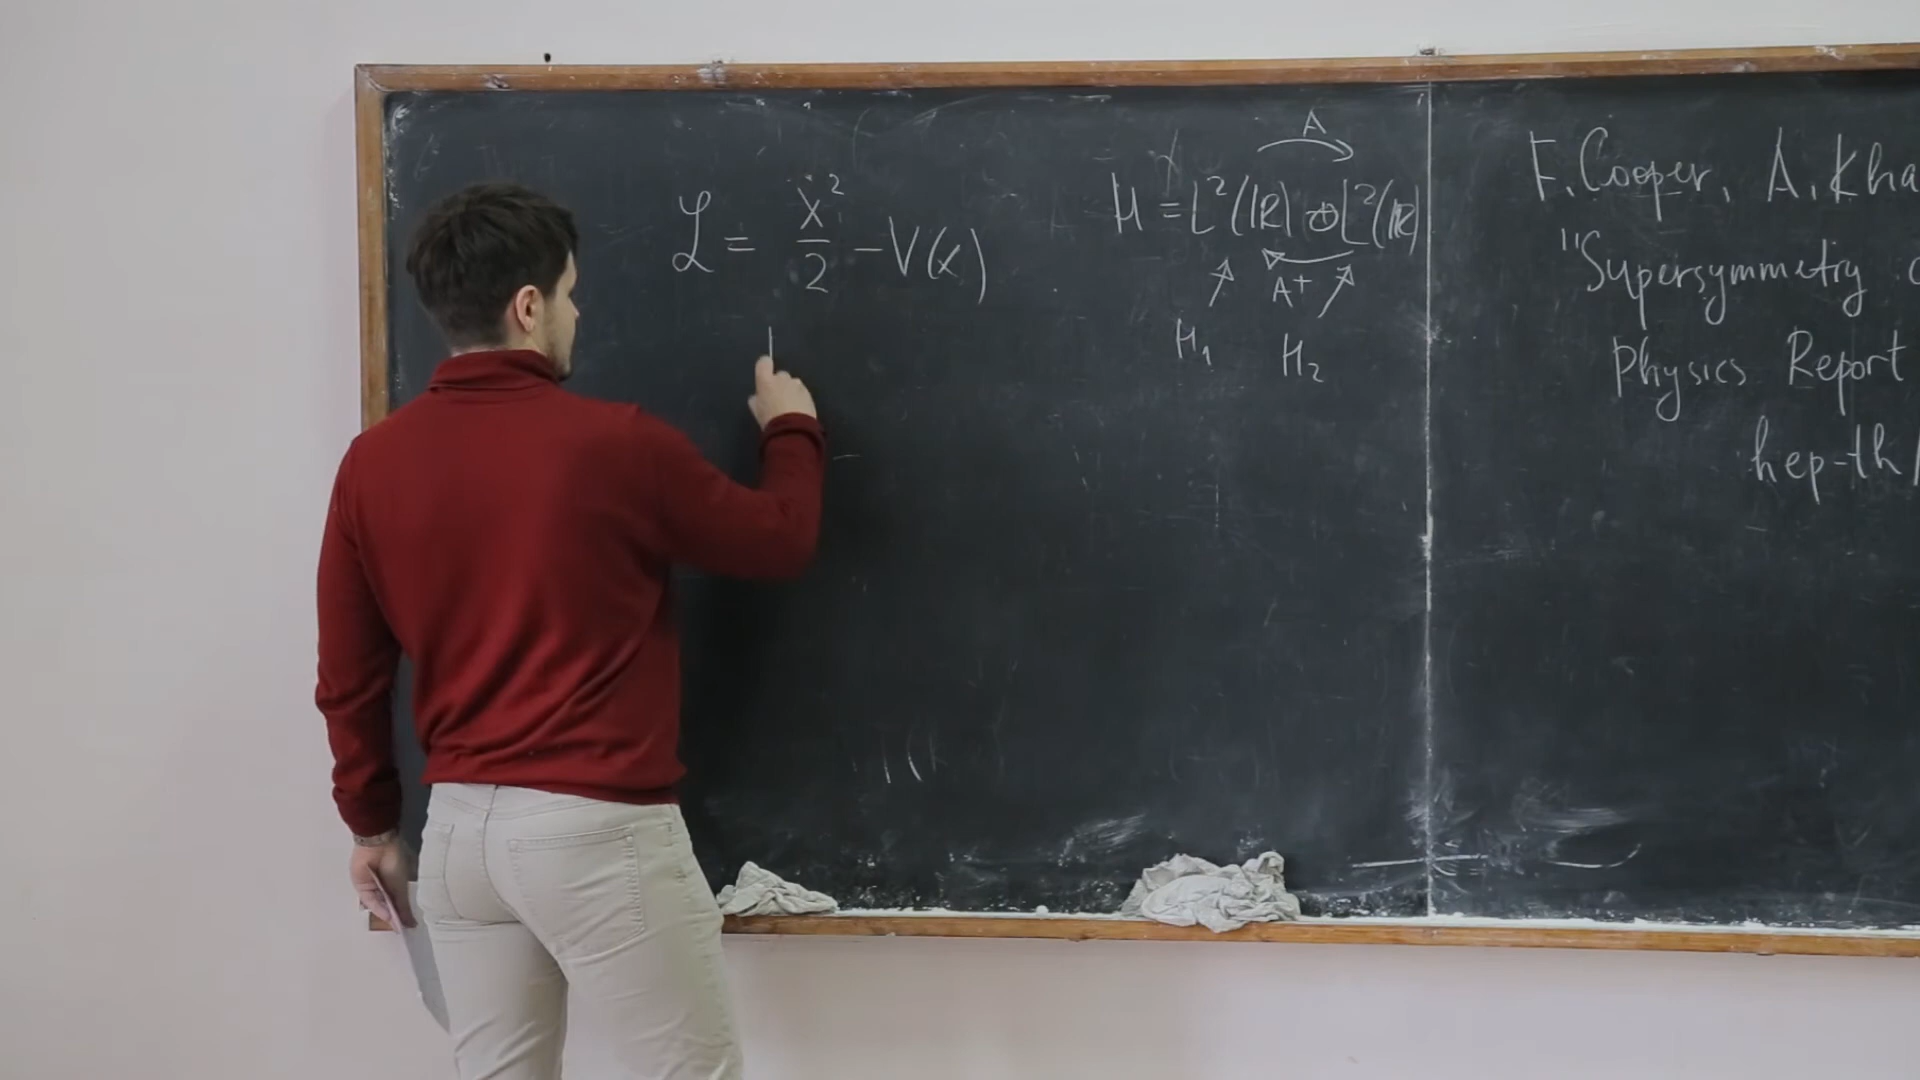 ℒ = ẋ²/2 − V(x)
A
H = L²(ℝ) ⊕ L²(ℝ)
A+
H₁ H₂
F. Cooper, A. Kha
"Supersymmetry
Physics Report
hep-th/